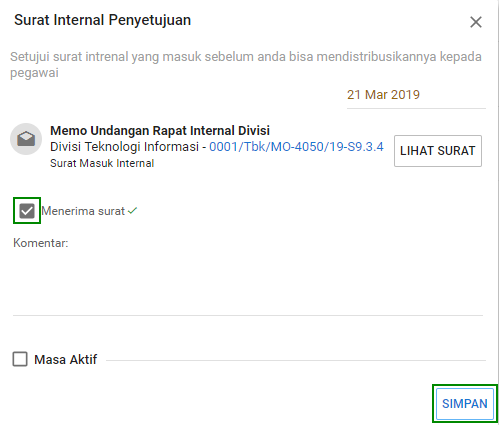 Surat Internal Penyetujuan
Setujui surat intrenal yang masuk sebelum anda bisa mendistribusikannya kepada
pegawai
21 Mar 2019
Memo Undangan Rapat Internal Divisi
Divisi Teknologi Informasi - 0001/Tbk/MO-4050/19-S9.3.4
Surat Masuk Internal
LIHAT SURAT
Menerima surat
Komentar:
Masa Aktif
SIMPAN